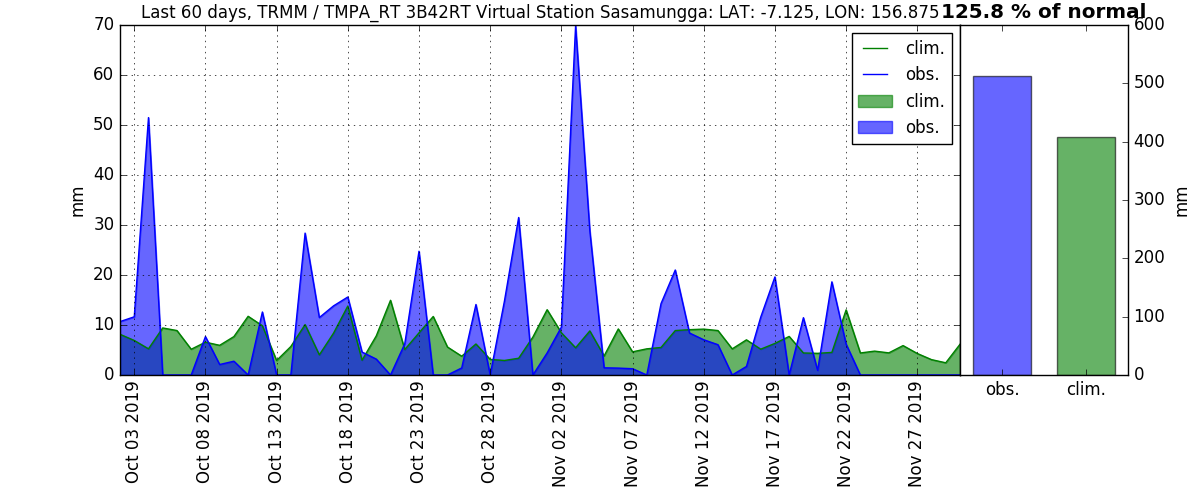 Last 60 days, TRMM / TMPA_RT 3B42RT Virtual Station Sasamungga: LAT: -7.125, LON: 156.875
125.8 % of normal
70
60
50
40
30
20
10
0
mm
clim.
obs.
clim.
obs.
Oct 03 2019
Oct 08 2019
Oct 13 2019
Oct 18 2019
Oct 23 2019
Oct 28 2019
Nov 02 2019
Nov 07 2019
Nov 12 2019
Nov 17 2019
Nov 22 2019
Nov 27 2019
600
500
400
300
200
100
0
mm
obs.
clim.